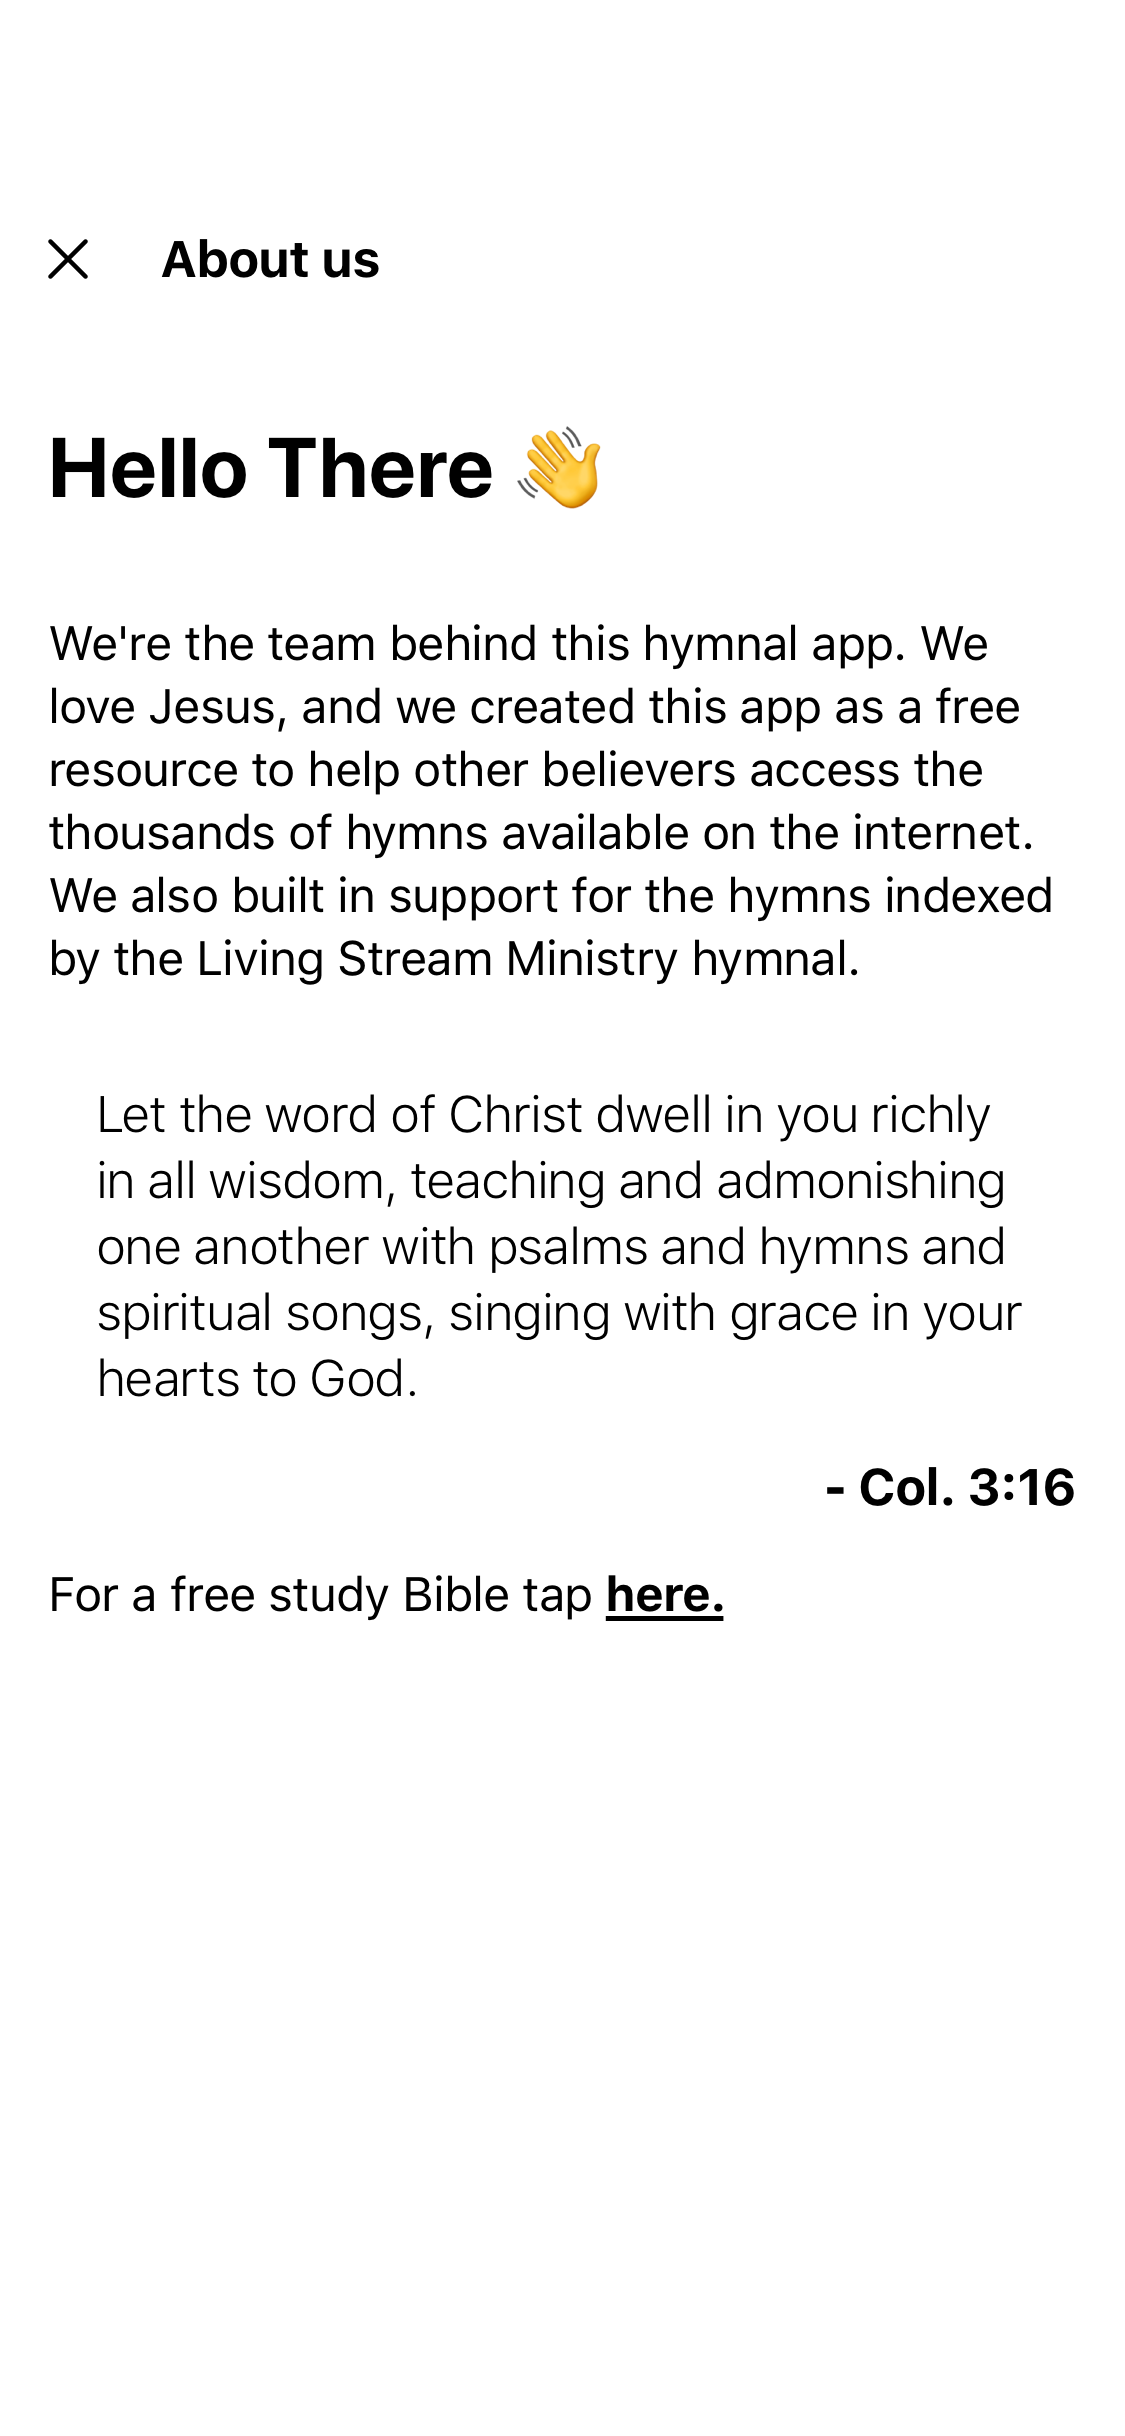 About us
Hello There 👋
We're the team behind this hymnal app. We
love Jesus, and we created this app as a free
resource to help other believers access the
thousands of hymns available on the internet.
We also built in support for the hymns indexed
by the Living Stream Ministry hymnal.
Let the word of Christ dwell in you richly
in all wisdom, teaching and admonishing
one another with psalms and hymns and
spiritual songs, singing with grace in your
hearts to God.
- Col. 3:16
For a free study Bible tap here.